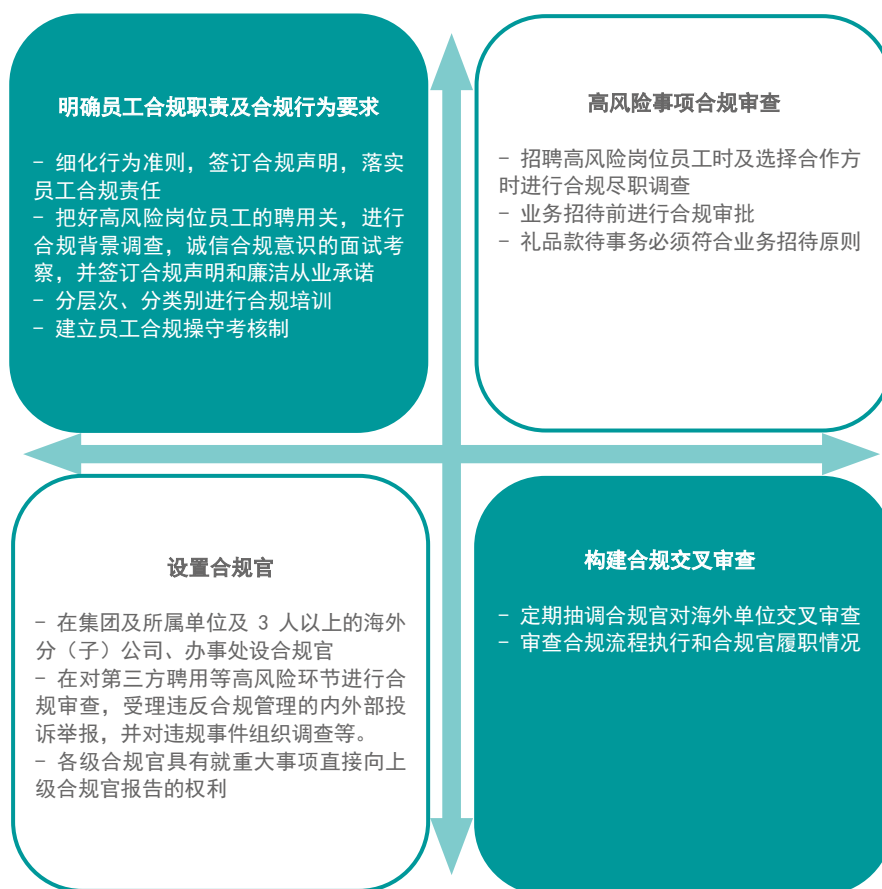 明确员工合规职责及合规行为要求
- 细化行为准则，签订合规声明，落实
员工合规责任
- 把好高风险岗位员工的聘用关，进行
合规背景调查，诚信合规意识的面试考
察，并签订合规声明和廉洁从业承诺
- 分层次、分类别进行合规培训
- 建立员工合规操守考核制
高风险事项合规审查
- 招聘高风险岗位员工时及选择合作方
时进行合规尽职调查
- 业务招待前进行合规审批
- 礼品款待事务必须符合业务招待原则
设置合规官
- 在集团及所属单位及 3 人以上的海外
分（子）公司、办事处设合规官
- 在对第三方聘用等高风险环节进行合
规审查，受理违反合规管理的内外部投
诉举报，并对违规事件组织调查等。
- 各级合规官具有就重大事项直接向上
级合规官报告的权利
构建合规交叉审查
- 定期抽调合规官对海外单位交叉审查
- 审查合规流程执行和合规官履职情况